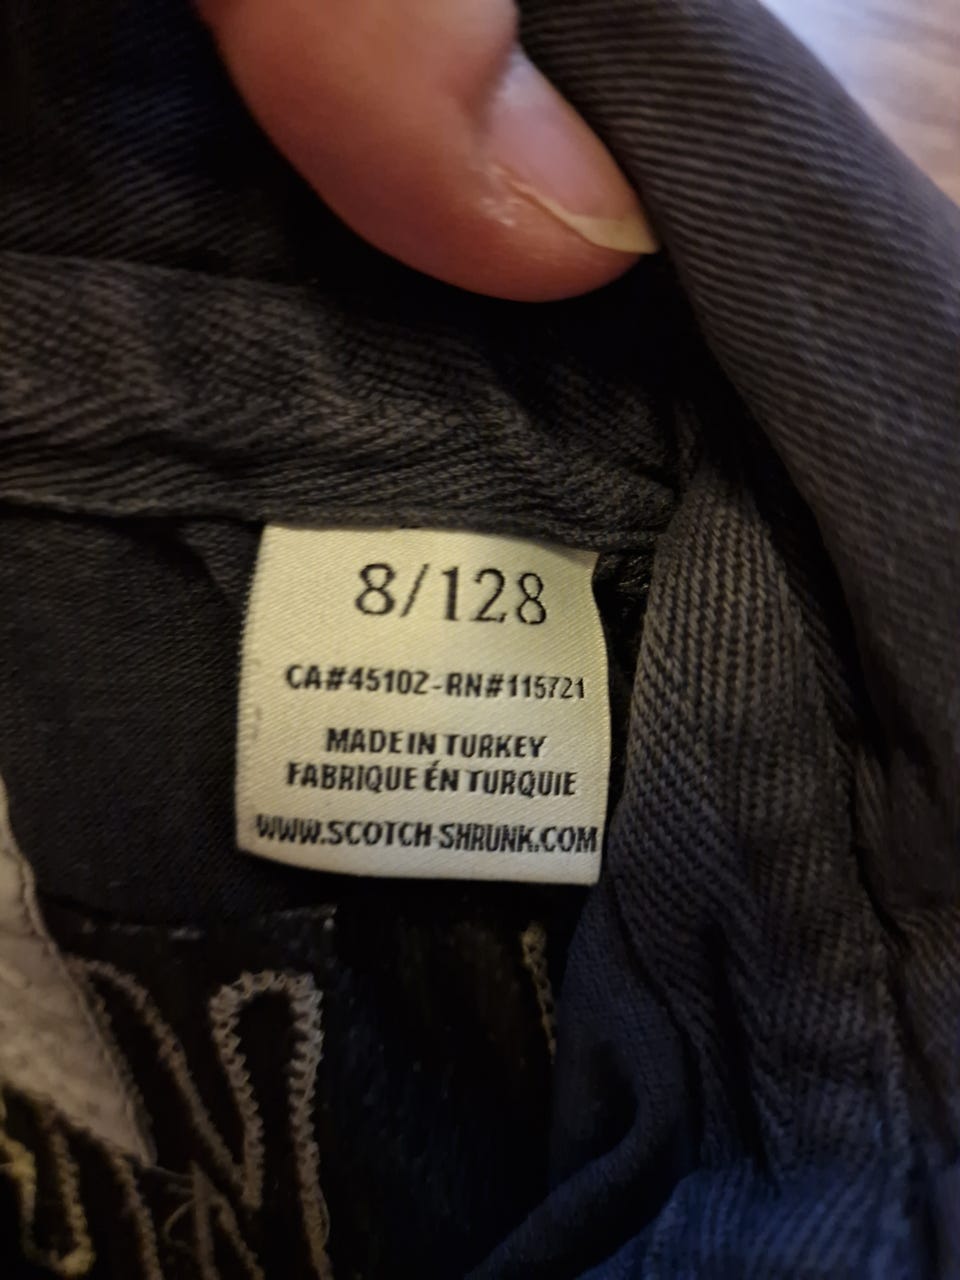 8/128
CA#45102-RN#115721
MADE IN TURKEY
FABRIQUE ÉN TURQUIE
WWW.SCOTCH-SHRUNK.COM